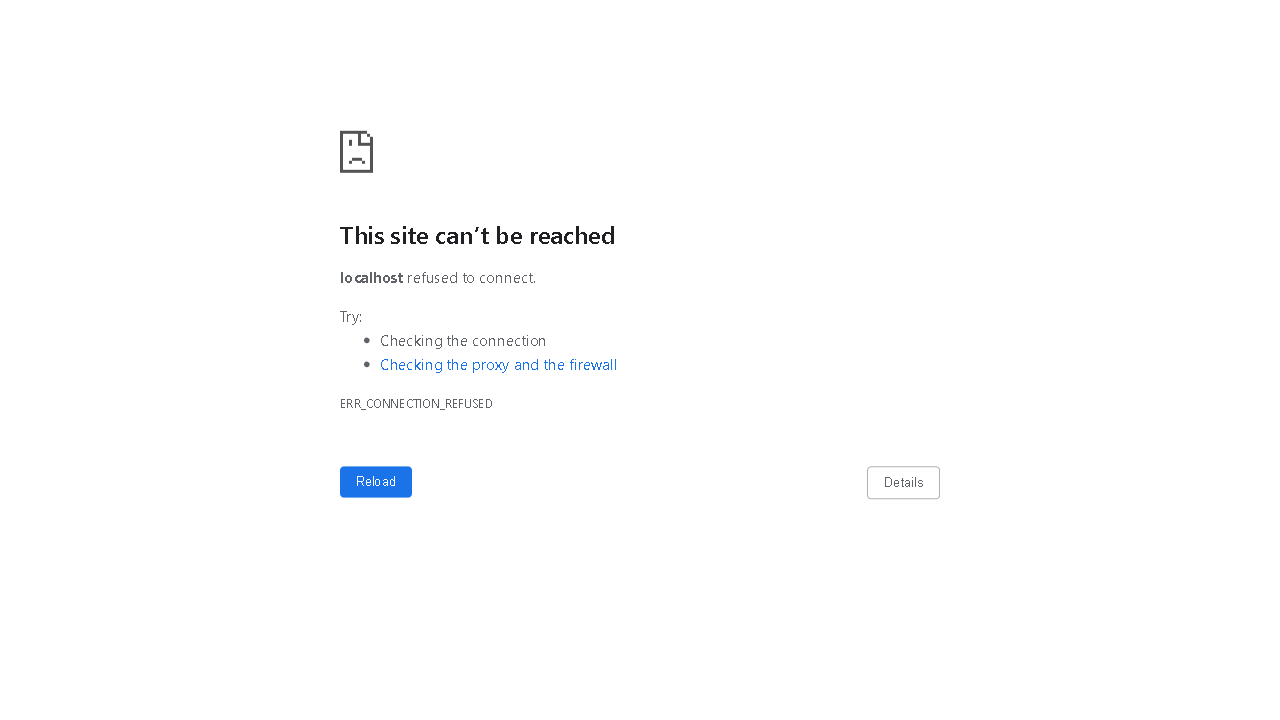 This site can’t be reached
localhost refused to connect.
Try:
Checking the connection
Checking the proxy and the firewall
ERR_CONNECTION_REFUSED
Reload
Details